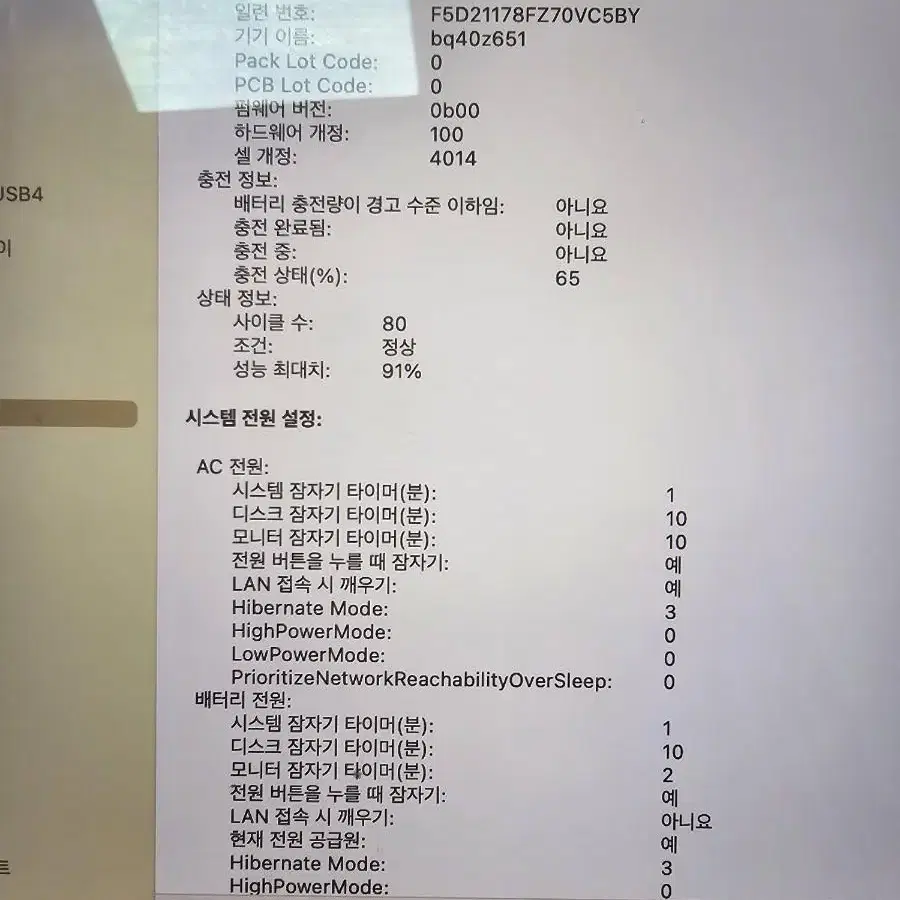 일련 번호: F5D21178FZ70VC5BY
기기 이름: bq40z651
Pack Lot Code: 0
PCB Lot Code: 0
펌웨어 버전: 0b00
하드웨어 개정: 100
셀 개정: 4014
충전 정보:
배터리 충전량이 경고 수준 이하임: 아니요
충전 완료됨: 아니요
충전 중: 아니요
충전 상태(%): 65
상태 정보:
사이클 수: 80
조건: 정상
성능 최대치: 91%
시스템 전원 설정:
AC 전원:
시스템 잠자기 타이머(분): 1
디스크 잠자기 타이머(분): 10
모니터 잠자기 타이머(분): 10
전원 버튼을 누를 때 잠자기: 예
LAN 접속 시 깨우기: 예
Hibernate Mode: 3
HighPowerMode: 0
LowPowerMode: 0
PrioritizeNetworkReachabilityOverSleep: 0
배터리 전원:
시스템 잠자기 타이머(분): 1
디스크 잠자기 타이머(분): 10
모니터 잠자기 타이머(분): 2
전원 버튼을 누를 때 잠자기: 예
LAN 접속 시 깨우기: 아니요
현재 전원 공급원: 예
Hibernate Mode: 3
HighPowerMode: 0
USB4
이
트